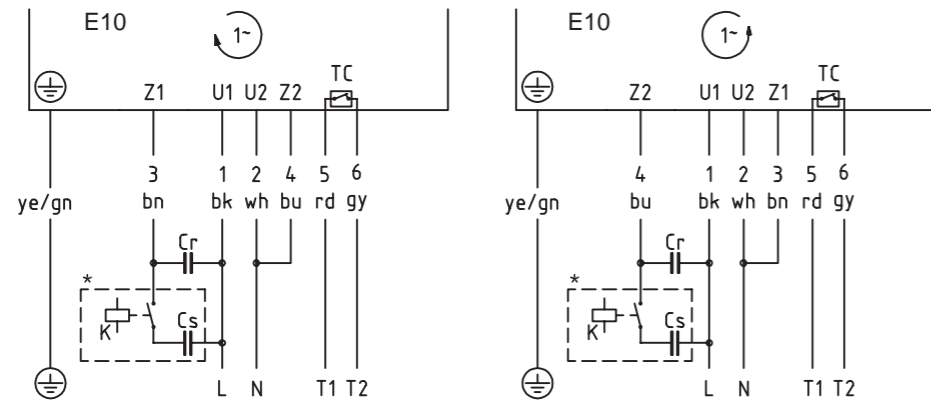 E10 1~
TC
Z1 U1 U2 Z2
3 1 2 4 5 6
ye/gn bn bk wh bu rd gy
Cr
*
K Cs
L N T1 T2
E10 1~
TC
Z2 U1 U2 Z1
4 1 2 3 5 6
ye/gn bu bk wh bn rd gy
Cr
*
K Cs
L N T1 T2